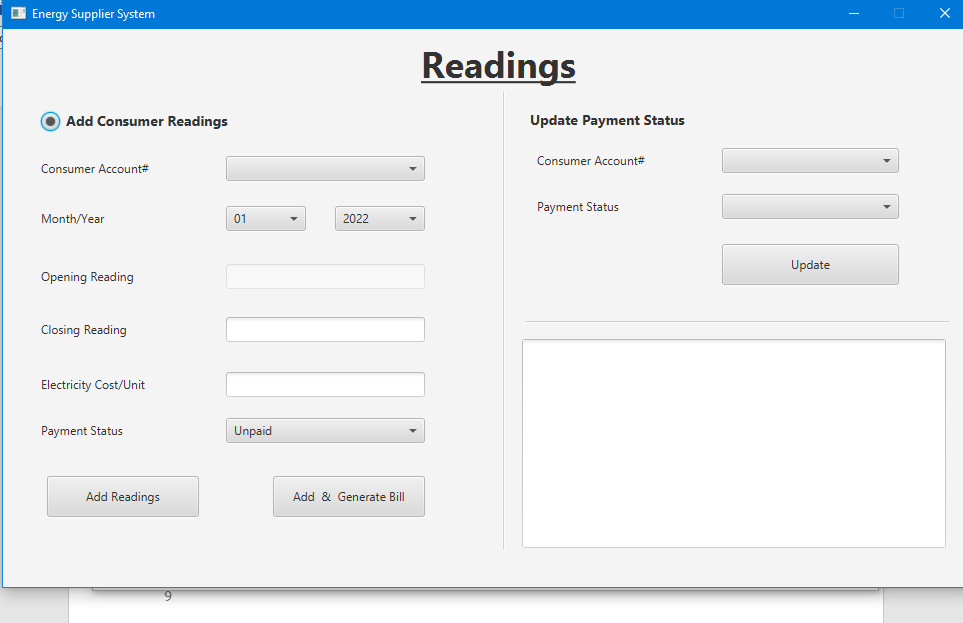 Energy Supplier System
Readings
Add Consumer Readings
Consumer Account#
Month/Year
01
2022
Opening Reading
Closing Reading
Electricity Cost/Unit
Payment Status
Unpaid
Add Readings
Add & Generate Bill
Update Payment Status
Consumer Account#
Payment Status
Update
9